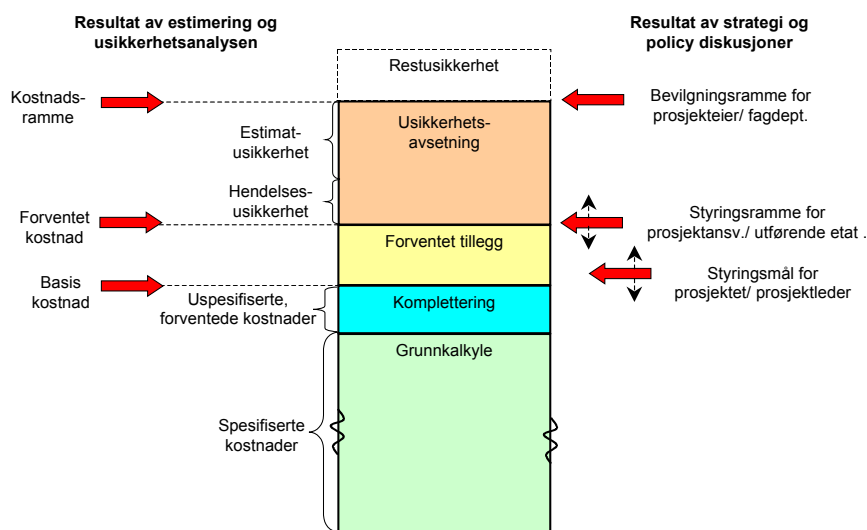 Resultat av estimering og
usikkerhetsanalysen
Resultat av strategi og
policy diskusjoner
Restusikkerhet
Kostnads-
ramme
Bevilgningsramme for
prosjekteier/ fagdept.
Usikkerhets-
avsetning
Estimat-
usikkerhet
Hendelses-
usikkerhet
Forventet
kostnad
Styringsramme for
prosjektansv./ utførende etat .
Forventet tillegg
Basis
kostnad
Styringsmål for
prosjektet/ prosjektleder
Uspesifiserte,
forventede kostnader
Komplettering
Grunnkalkyle
Spesifiserte
kostnader